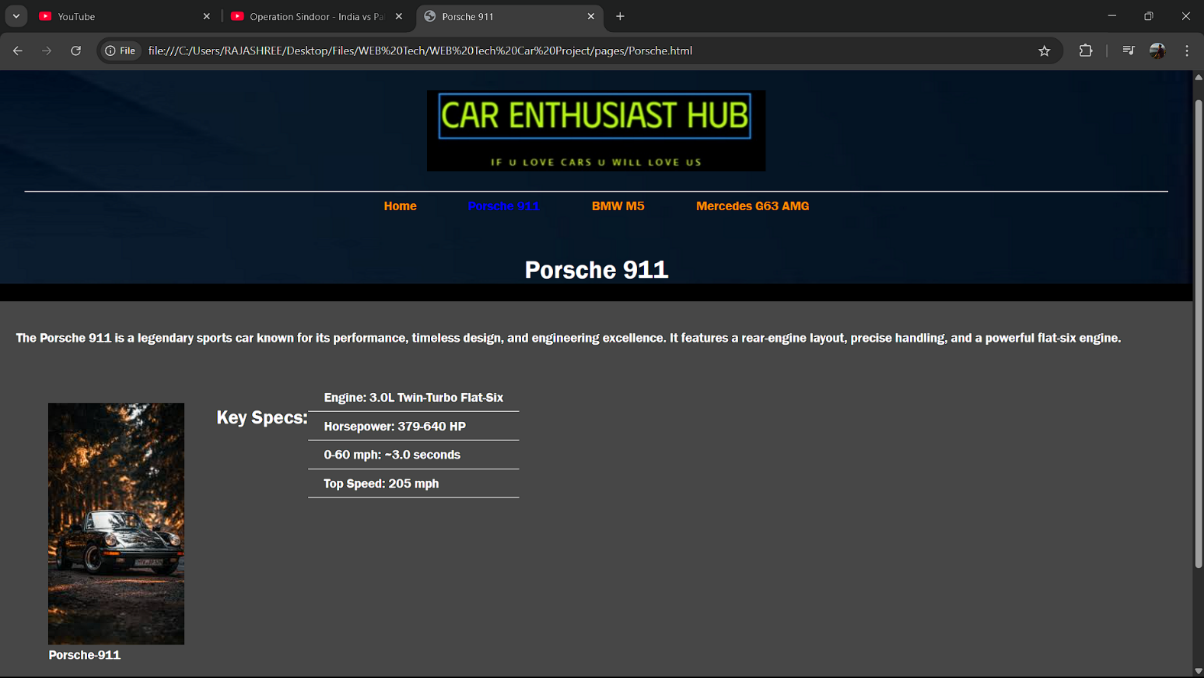 YouTube
Operation Sindoor - India vs Pa
Porsche 911
File
file:///C:/Users/RAJASHREE/Desktop/Files/WEB%20Tech/WEB%20Tech%20Car%20Project/pages/Porsche.html
CAR ENTHUSIAST HUB
IF U LOVE CARS U WILL LOVE US
Home Porsche 911 BMW M5 Mercedes G63 AMG
Porsche 911
The Porsche 911 is a legendary sports car known for its performance, timeless design, and engineering excellence. It features a rear-engine layout, precise handling, and a powerful flat-six engine.
Key Specs:
Engine: 3.0L Twin-Turbo Flat-Six
Horsepower: 379-640 HP
0-60 mph: ~3.0 seconds
Top Speed: 205 mph
Porsche-911